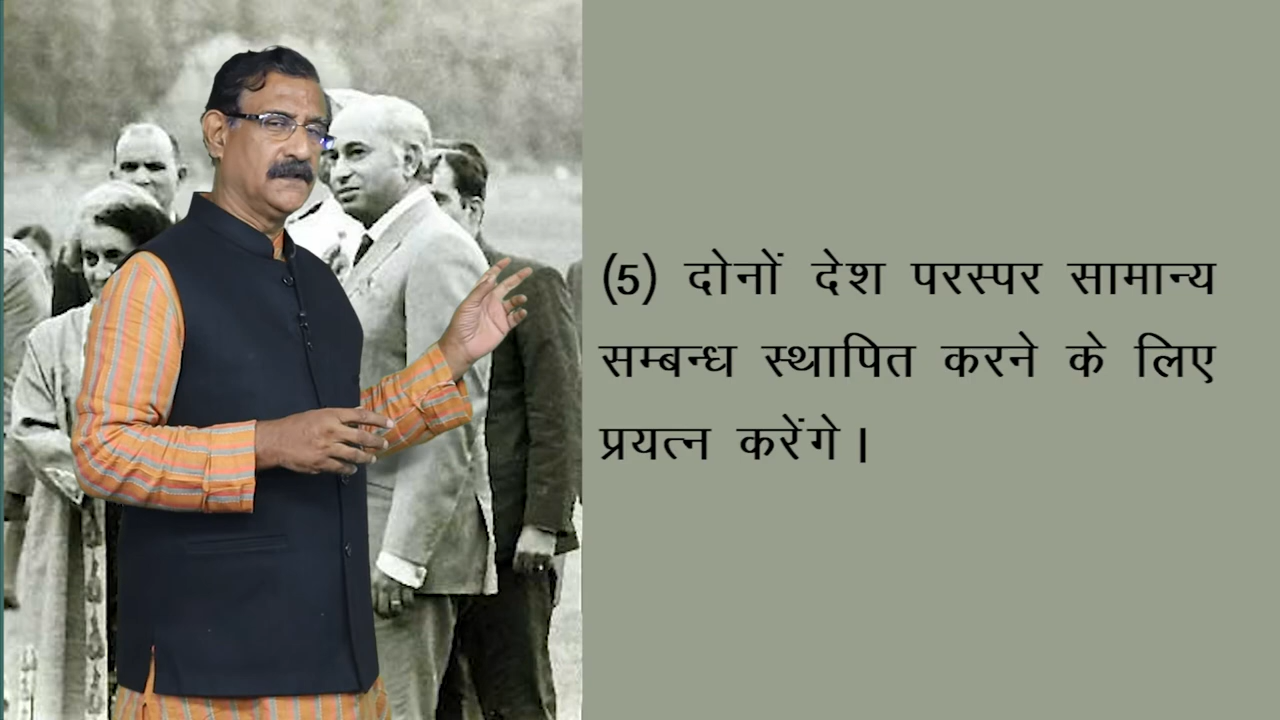 (5) दोनों देश परस्पर सामान्य
सम्बन्ध स्थापित करने के लिए
प्रयत्न करेंगे।